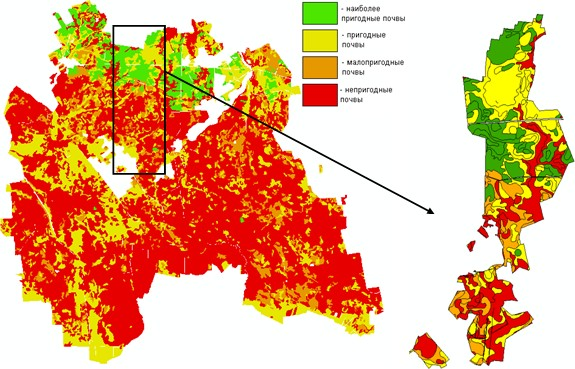 - наиболее
пригодные почвы
- пригодные
почвы
- малопригодные
почвы
- непригодные
почвы